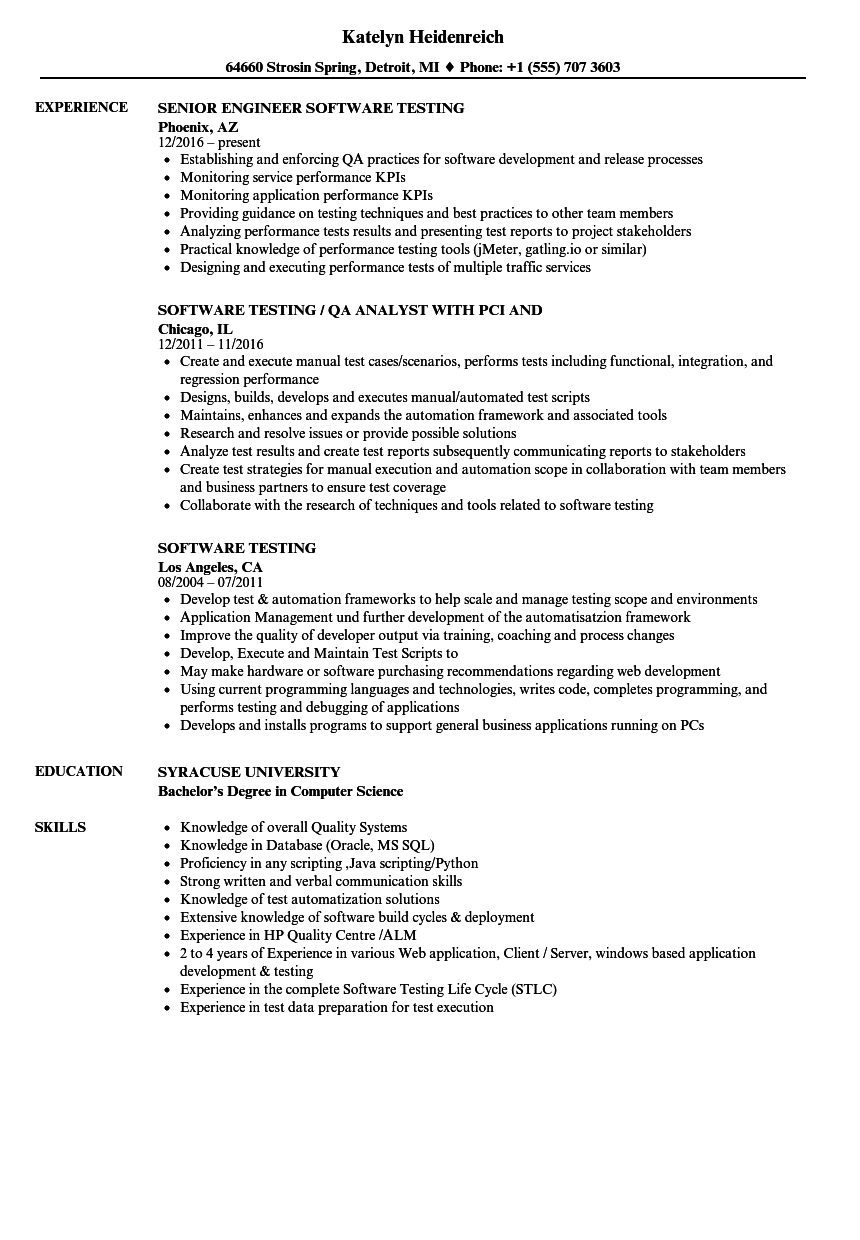 Katelyn Heidenreich
64660 Strosin Spring, Detroit, MI ♦ Phone: +1 (555) 707 3603
EXPERIENCE
SENIOR ENGINEER SOFTWARE TESTING
Phoenix, AZ
12/2016 – present
• Establishing and enforcing QA practices for software development and release processes
• Monitoring service performance KPIs
• Monitoring application performance KPIs
• Providing guidance on testing techniques and best practices to other team members
• Analyzing performance tests results and presenting test reports to project stakeholders
• Practical knowledge of performance testing tools (jMeter, gatling.io or similar)
• Designing and executing performance tests of multiple traffic services
SOFTWARE TESTING / QA ANALYST WITH PCI AND
Chicago, IL
12/2011 – 11/2016
• Create and execute manual test cases/scenarios, performs tests including functional, integration, and
regression performance
• Designs, builds, develops and executes manual/automated test scripts
• Maintains, enhances and expands the automation framework and associated tools
• Research and resolve issues or provide possible solutions
• Analyze test results and create test reports subsequently communicating reports to stakeholders
• Create test strategies for manual execution and automation scope in collaboration with team members
and business partners to ensure test coverage
• Collaborate with the research of techniques and tools related to software testing
SOFTWARE TESTING
Los Angeles, CA
08/2004 – 07/2011
• Develop test & automation frameworks to help scale and manage testing scope and environments
• Application Management und further development of the automatisatzion framework
• Improve the quality of developer output via training, coaching and process changes
• Develop, Execute and Maintain Test Scripts to
• May make hardware or software purchasing recommendations regarding web development
• Using current programming languages and technologies, writes code, completes programming, and
performs testing and debugging of applications
• Develops and installs programs to support general business applications running on PCs
EDUCATION
SYRACUSE UNIVERSITY
Bachelor's Degree in Computer Science
SKILLS
• Knowledge of overall Quality Systems
• Knowledge in Database (Oracle, MS SQL)
• Proficiency in any scripting ,Java scripting/Python
• Strong written and verbal communication skills
• Knowledge of test automatization solutions
• Extensive knowledge of software build cycles & deployment
• Experience in HP Quality Centre /ALM
• 2 to 4 years of Experience in various Web application, Client / Server, windows based application
development & testing
• Experience in the complete Software Testing Life Cycle (STLC)
• Experience in test data preparation for test execution